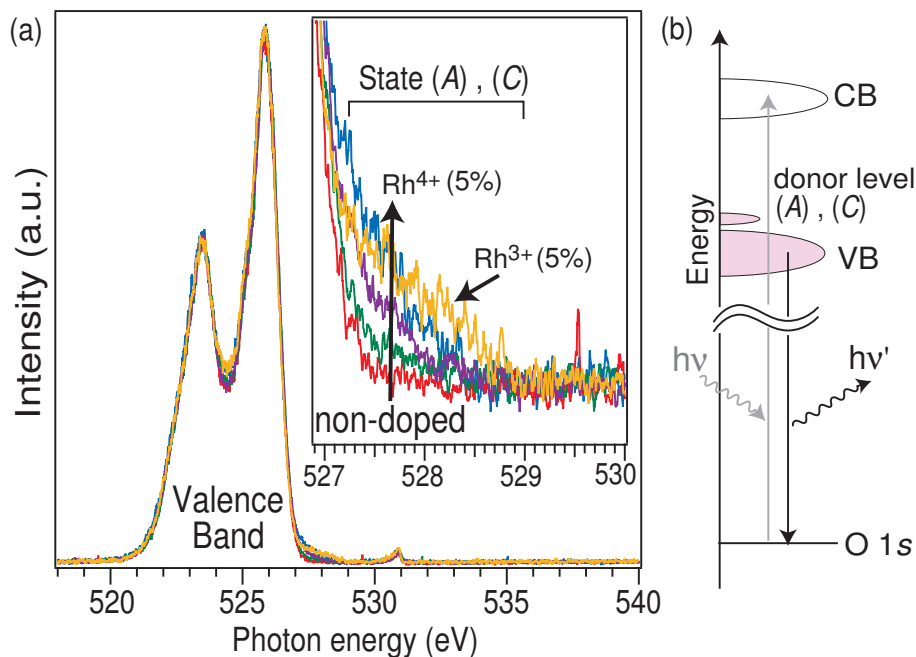 (a)
Intensity (a.u.)
State (A) , (C)
Rh⁴⁺ (5%)
Rh³⁺ (5%)
non-doped
527 528 529 530
Valence
Band
520 525 530 535 540
Photon energy (eV)
(b)
Energy
CB
donor level
(A) , (C)
VB
hν
hν'
O 1s